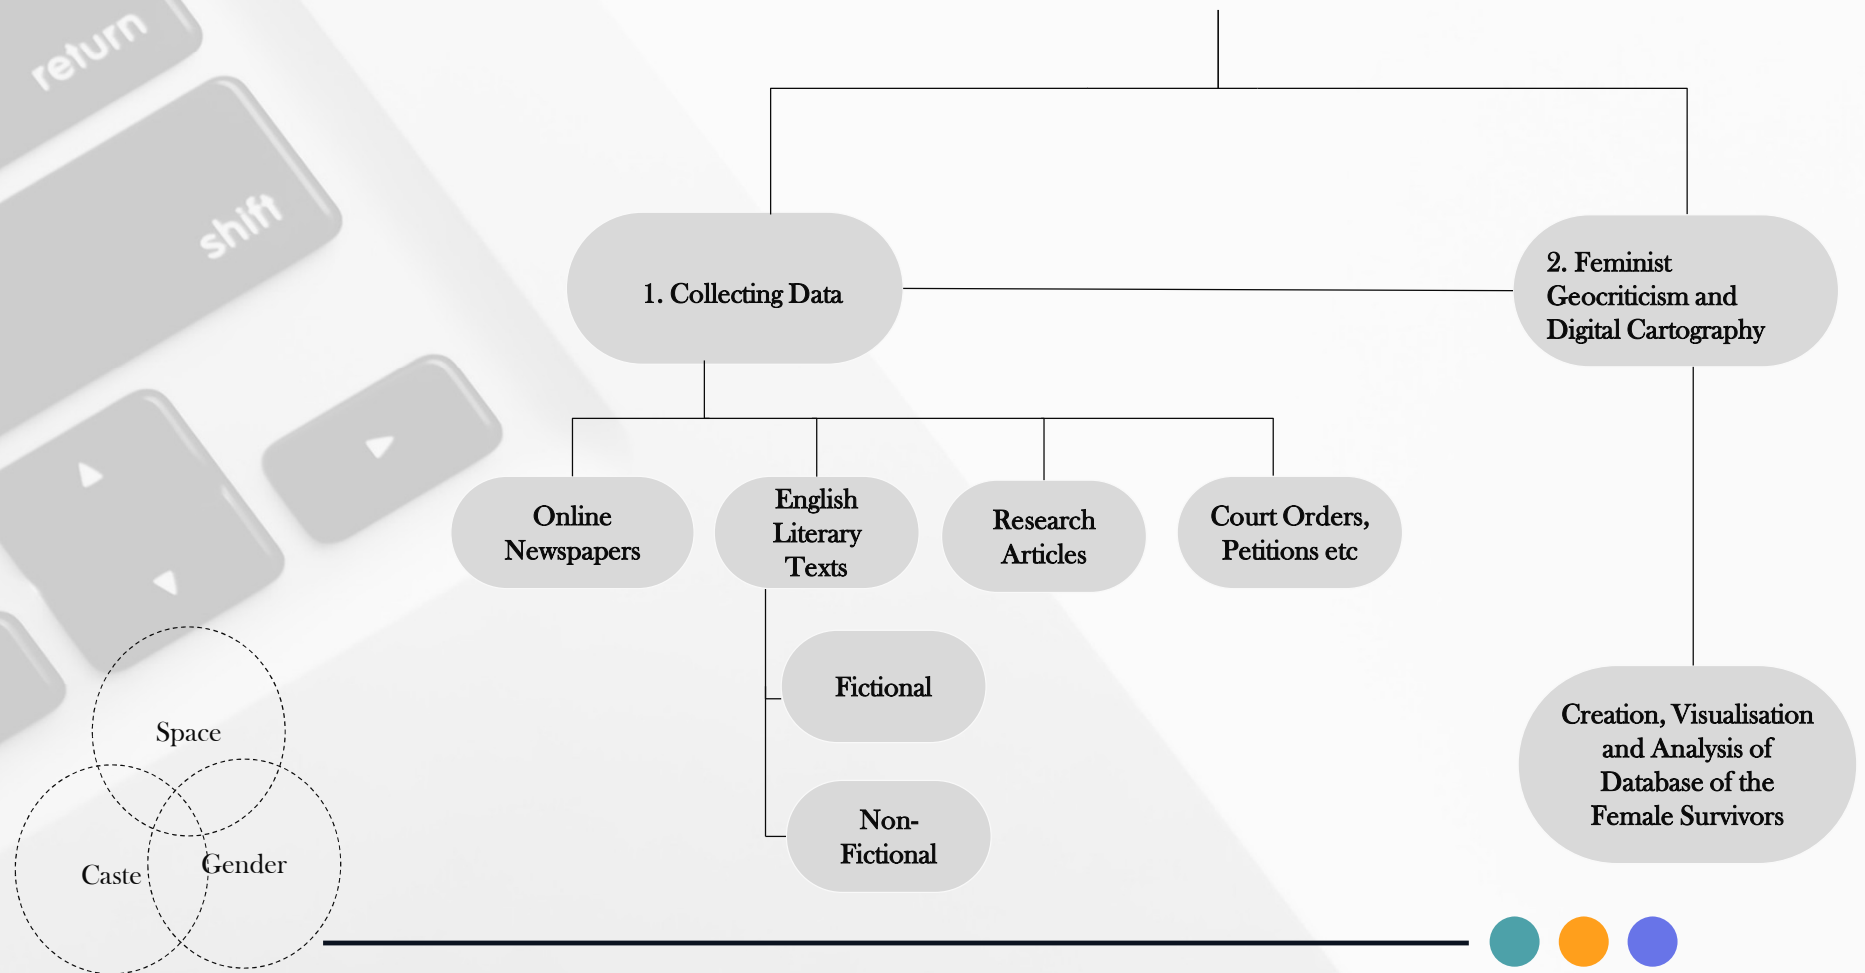 return
shift
1. Collecting Data
2. Feminist
Geocriticism and
Digital Cartography
Online
Newspapers
English
Literary
Texts
Research
Articles
Court Orders,
Petitions etc
Fictional
Non-
Fictional
Creation, Visualisation
and Analysis of
Database of the
Female Survivors
Space
Caste
Gender